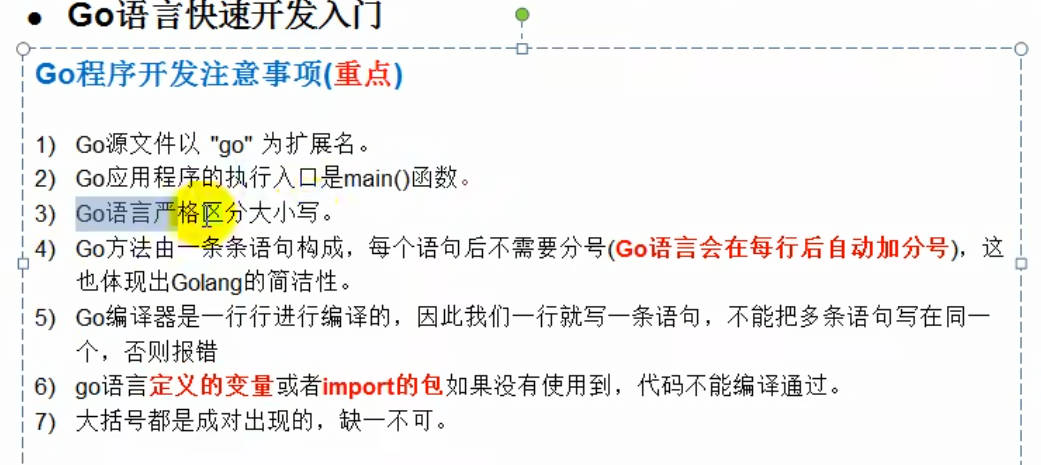 ● Go语言快速开发入门
Go程序开发注意事项(重点)
1) Go源文件以 "go" 为扩展名。
2) Go应用程序的执行入口是main()函数。
3) Go语言严格区分大小写。
4) Go方法由一条条语句构成，每个语句后不需要分号(Go语言会在每行后自动加分号)，这
也体现出Golang的简洁性。
5) Go编译器是一行行进行编译的，因此我们一行就写一条语句，不能把多条语句写在同一
个，否则报错
6) go语言定义的变量或者import的包如果没有使用到，代码不能编译通过。
7) 大括号都是成对出现的，缺一不可。